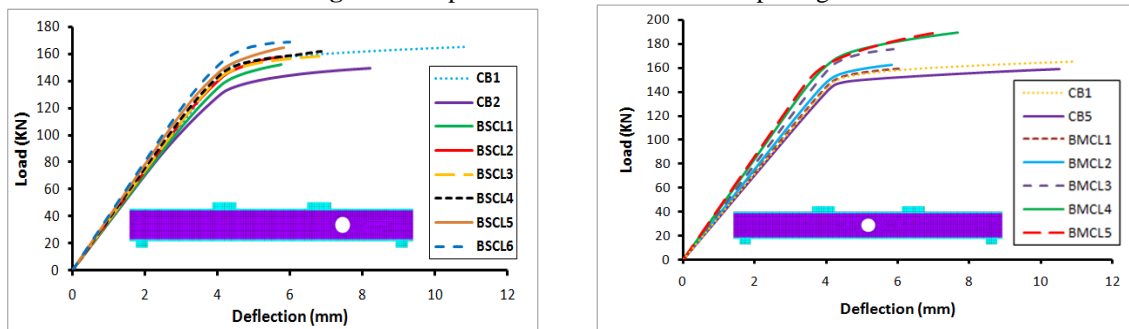 180
160
140
120
100
80
60
40
20
0
Load (KN)
0 2 4 6 8 10 12
Deflection (mm)
CB1
CB2
BSCL1
BSCL2
BSCL3
BSCL4
BSCL5
BSCL6
200
180
160
140
120
100
80
60
40
20
0
Load (KN)
0 2 4 6 8 10 12
Deflection (mm)
CB1
CB5
BMCL1
BMCL2
BMCL3
BMCL4
BMCL5